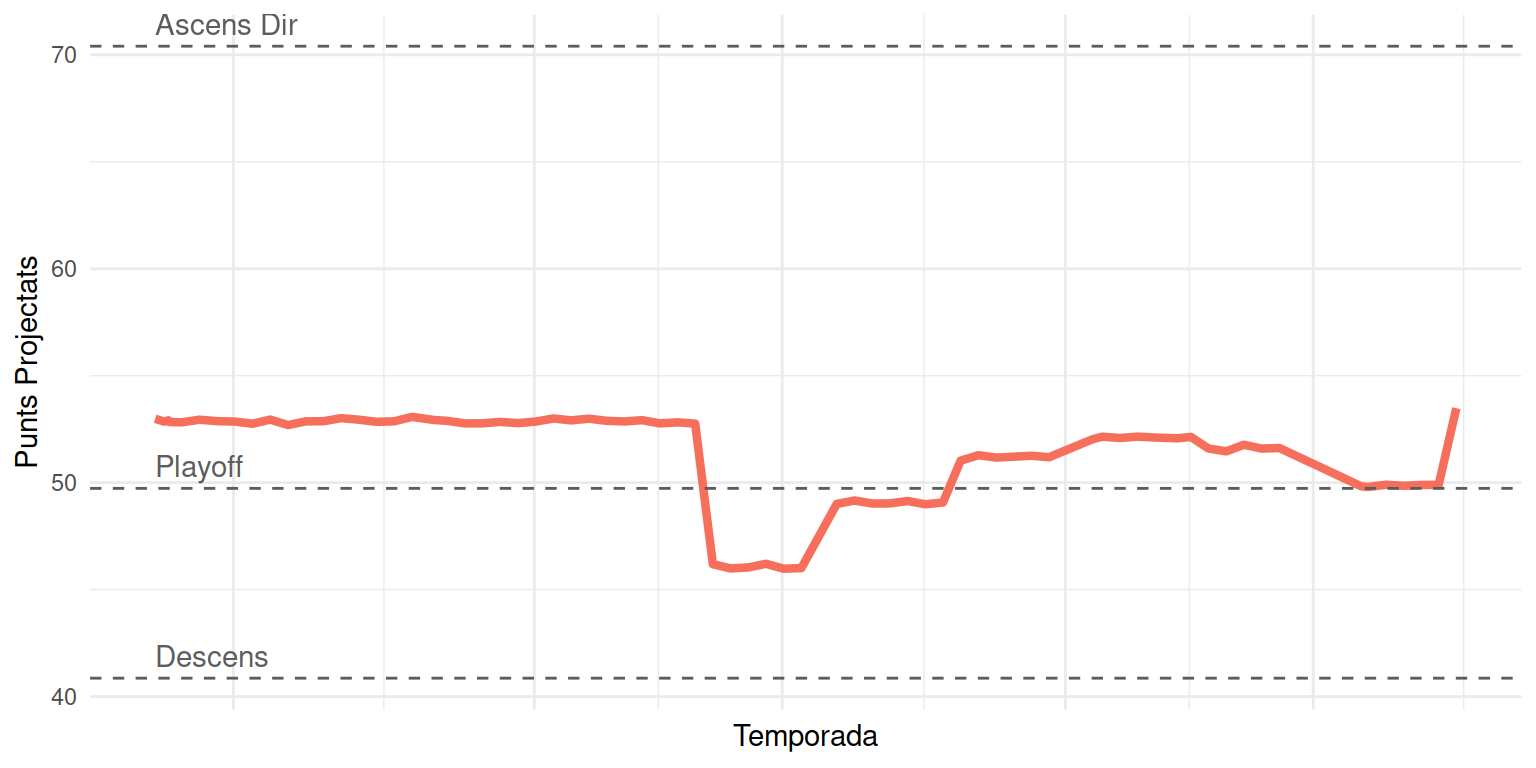 Ascens Dir
70
60
Punts Projectats
Playoff
50
Descens
40
Temporada